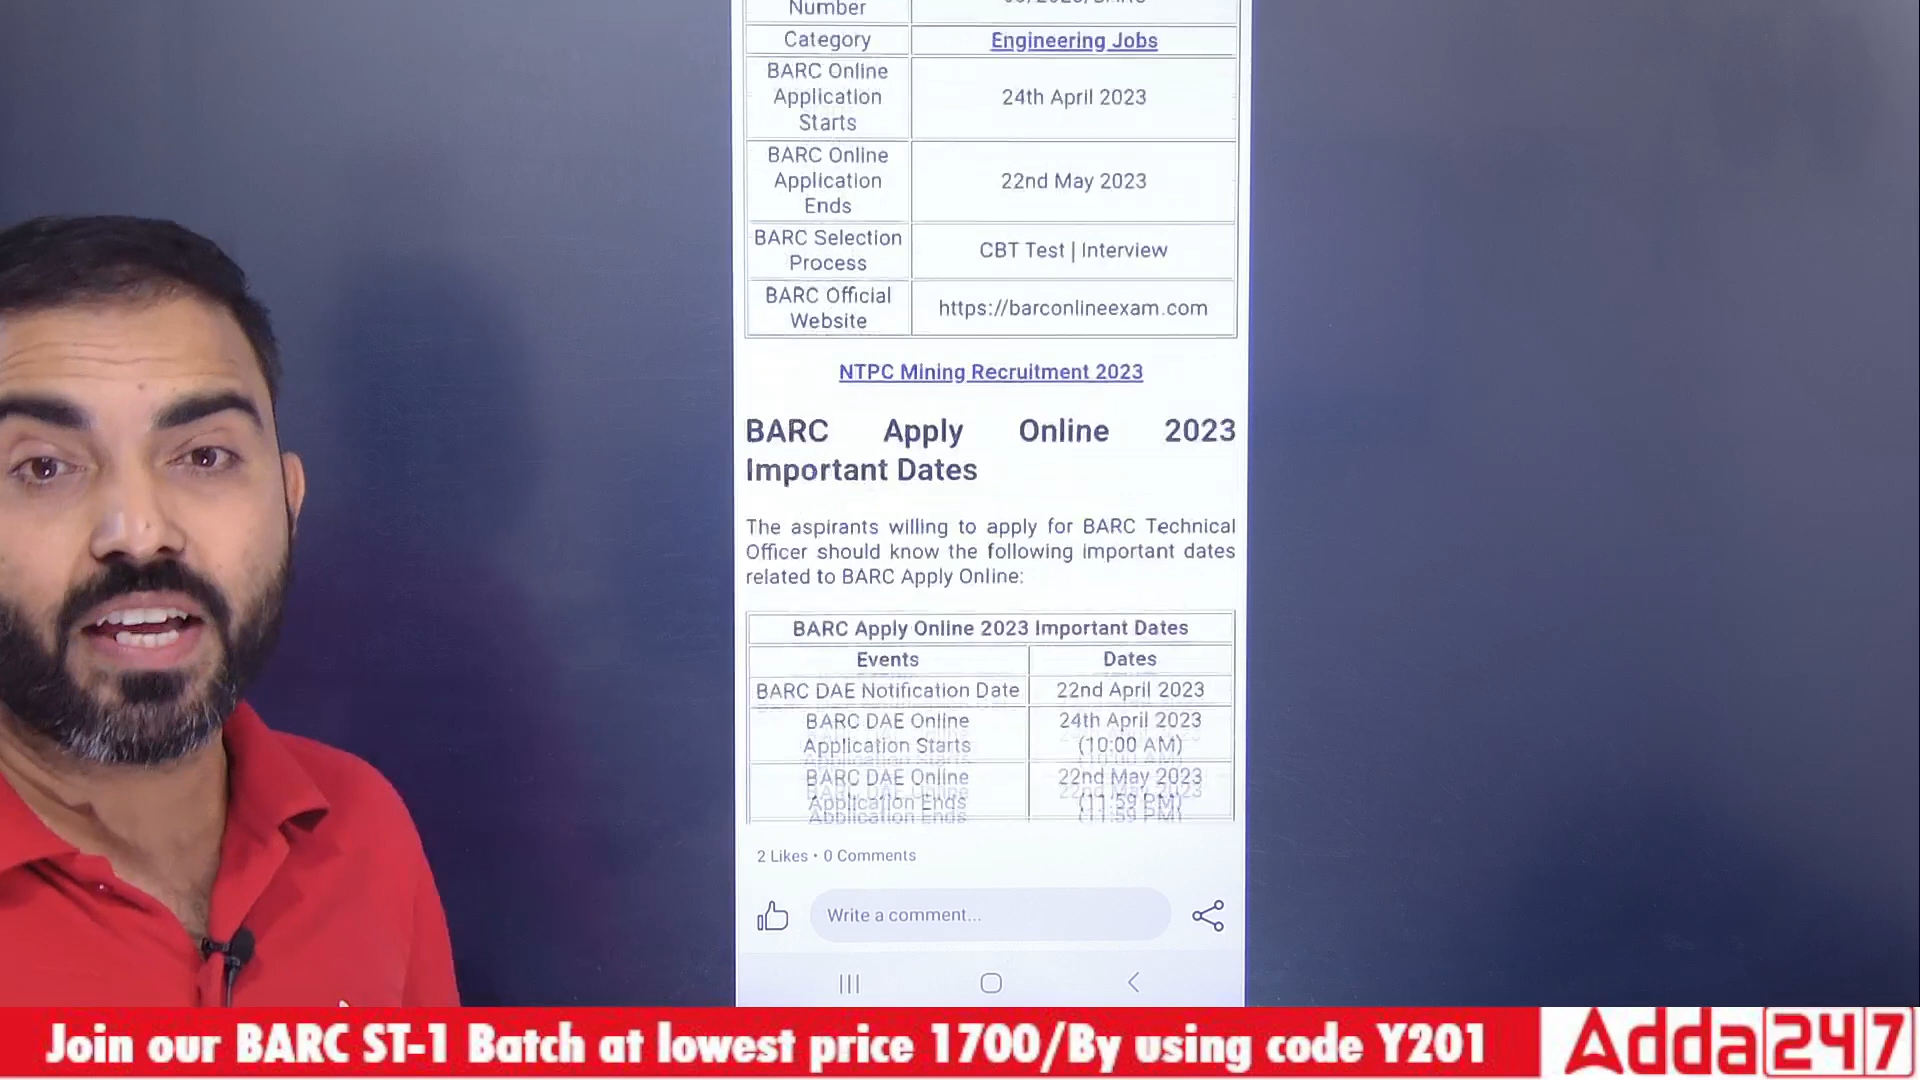 Number
Category
Engineering Jobs
BARC Online
Application
Starts
24th April 2023
BARC Online
Application
Ends
22nd May 2023
BARC Selection
Process
CBT Test | Interview
BARC Official
Website
https://barconlineexam.com
NTPC Mining Recruitment 2023
BARC Apply Online 2023
Important Dates
The aspirants willing to apply for BARC Technical
Officer should know the following important dates
related to BARC Apply Online:
BARC Apply Online 2023 Important Dates
Events
Dates
BARC DAE Notification Date
22nd April 2023
BARC DAE Online
Application Starts
24th April 2023
(10:00 AM)
BARC DAE Online
Application Ends
22nd May 2023
(11:59 PM)
2 Likes • 0 Comments
Write a comment...
Join our BARC ST-1 Batch at lowest price 1700/By using code Y201
Adda247